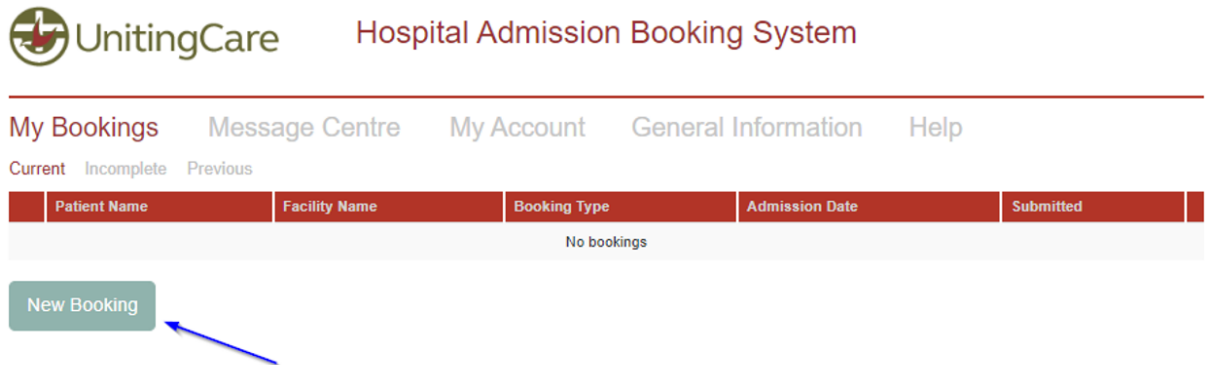 UnitingCare Hospital Admission Booking System
My Bookings Message Centre My Account General Information Help
Current Incomplete Previous
Patient Name Facility Name Booking Type Admission Date Submitted
No bookings
New Booking